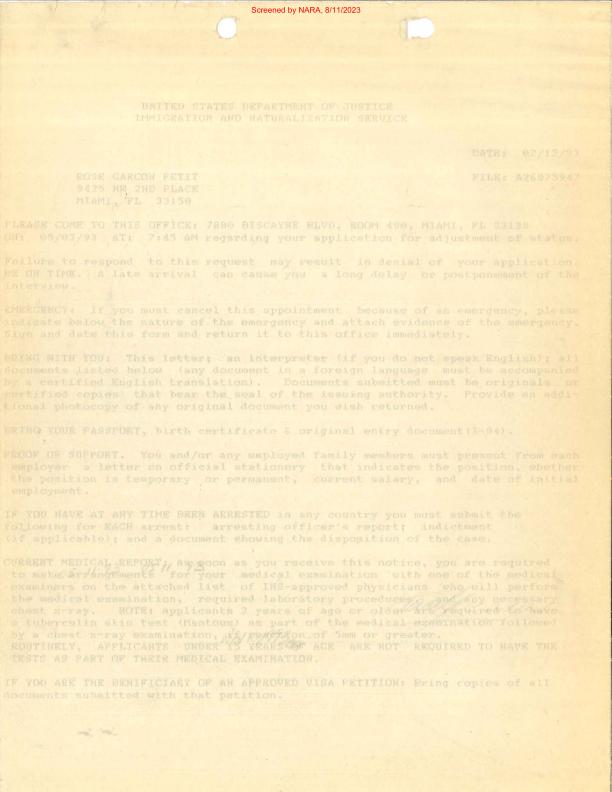 Screened by NARA, 8/11/2023
UNITED STATES DEPARTMENT OF JUSTICE
IMMIGRATION AND NATURALIZATION SERVICE
DATE: 02/12/93
ROSE GARCON PETIT
FILE: A26073947
9425 NW 2ND PLACE
MIAMI, FL 33150
PLEASE COME TO THIS OFFICE: 7880 BISCAYNE BLVD, ROOM 400, MIAMI, FL 33138
ON: 05/03/93 AT: 7:45 AM regarding your application for adjustment of status.
Failure to respond to this request may result in denial of your application.
BE ON TIME. A late arrival can cause you a long delay or postponement of the
interview.
EMERGENCY: If you must cancel this appointment because of an emergency, please
indicate below the nature of the emergency and attach evidence of the emergency.
Sign and date this form and return it to this office immediately.
BRING WITH YOU: This letter; an interpreter (if you do not speak English); all
documents listed below (any document in a foreign language must be accompanied
by a certified English translation). Documents submitted must be originals or
certified copies that bear the seal of the issuing authority. Provide an addi-
tional photocopy of any original document you wish returned.
BRING YOUR PASSPORT, birth certificate & original entry document(I-94).
PROOF OF SUPPORT. You and/or any employed family members must present from each
employer a letter on official stationery that indicates the position, whether
the position is temporary or permanent, current salary, and date of initial
employment.
IF YOU HAVE AT ANY TIME BEEN ARRESTED in any country you must submit the
following for EACH arrest: arresting officer's report; indictment
(if applicable); and a document showing the disposition of the case.
CURRENT MEDICAL REPORT, as soon as you receive this notice, you are required
to make arrangements for your medical examination with one of the medical
examiners on the attached list of INS-approved physicians who will perform
the medical examination, required laboratory procedures, and any necessary
chest x-ray. NOTE: Applicants 2 years of age or older are required to have
a tuberculin skin test (Mantoux) as part of the medical examination followed
by a chest x-ray examination, if reaction of 5mm or greater.
ROUTINELY, APPLICANTS UNDER 15 YEARS OF AGE ARE NOT REQUIRED TO HAVE THE
TESTS AS PART OF THEIR MEDICAL EXAMINATION.
IF YOU ARE THE BENIFICIARY OF AN APPROVED VISA PETITION: Bring copies of all
documents submitted with that petition.